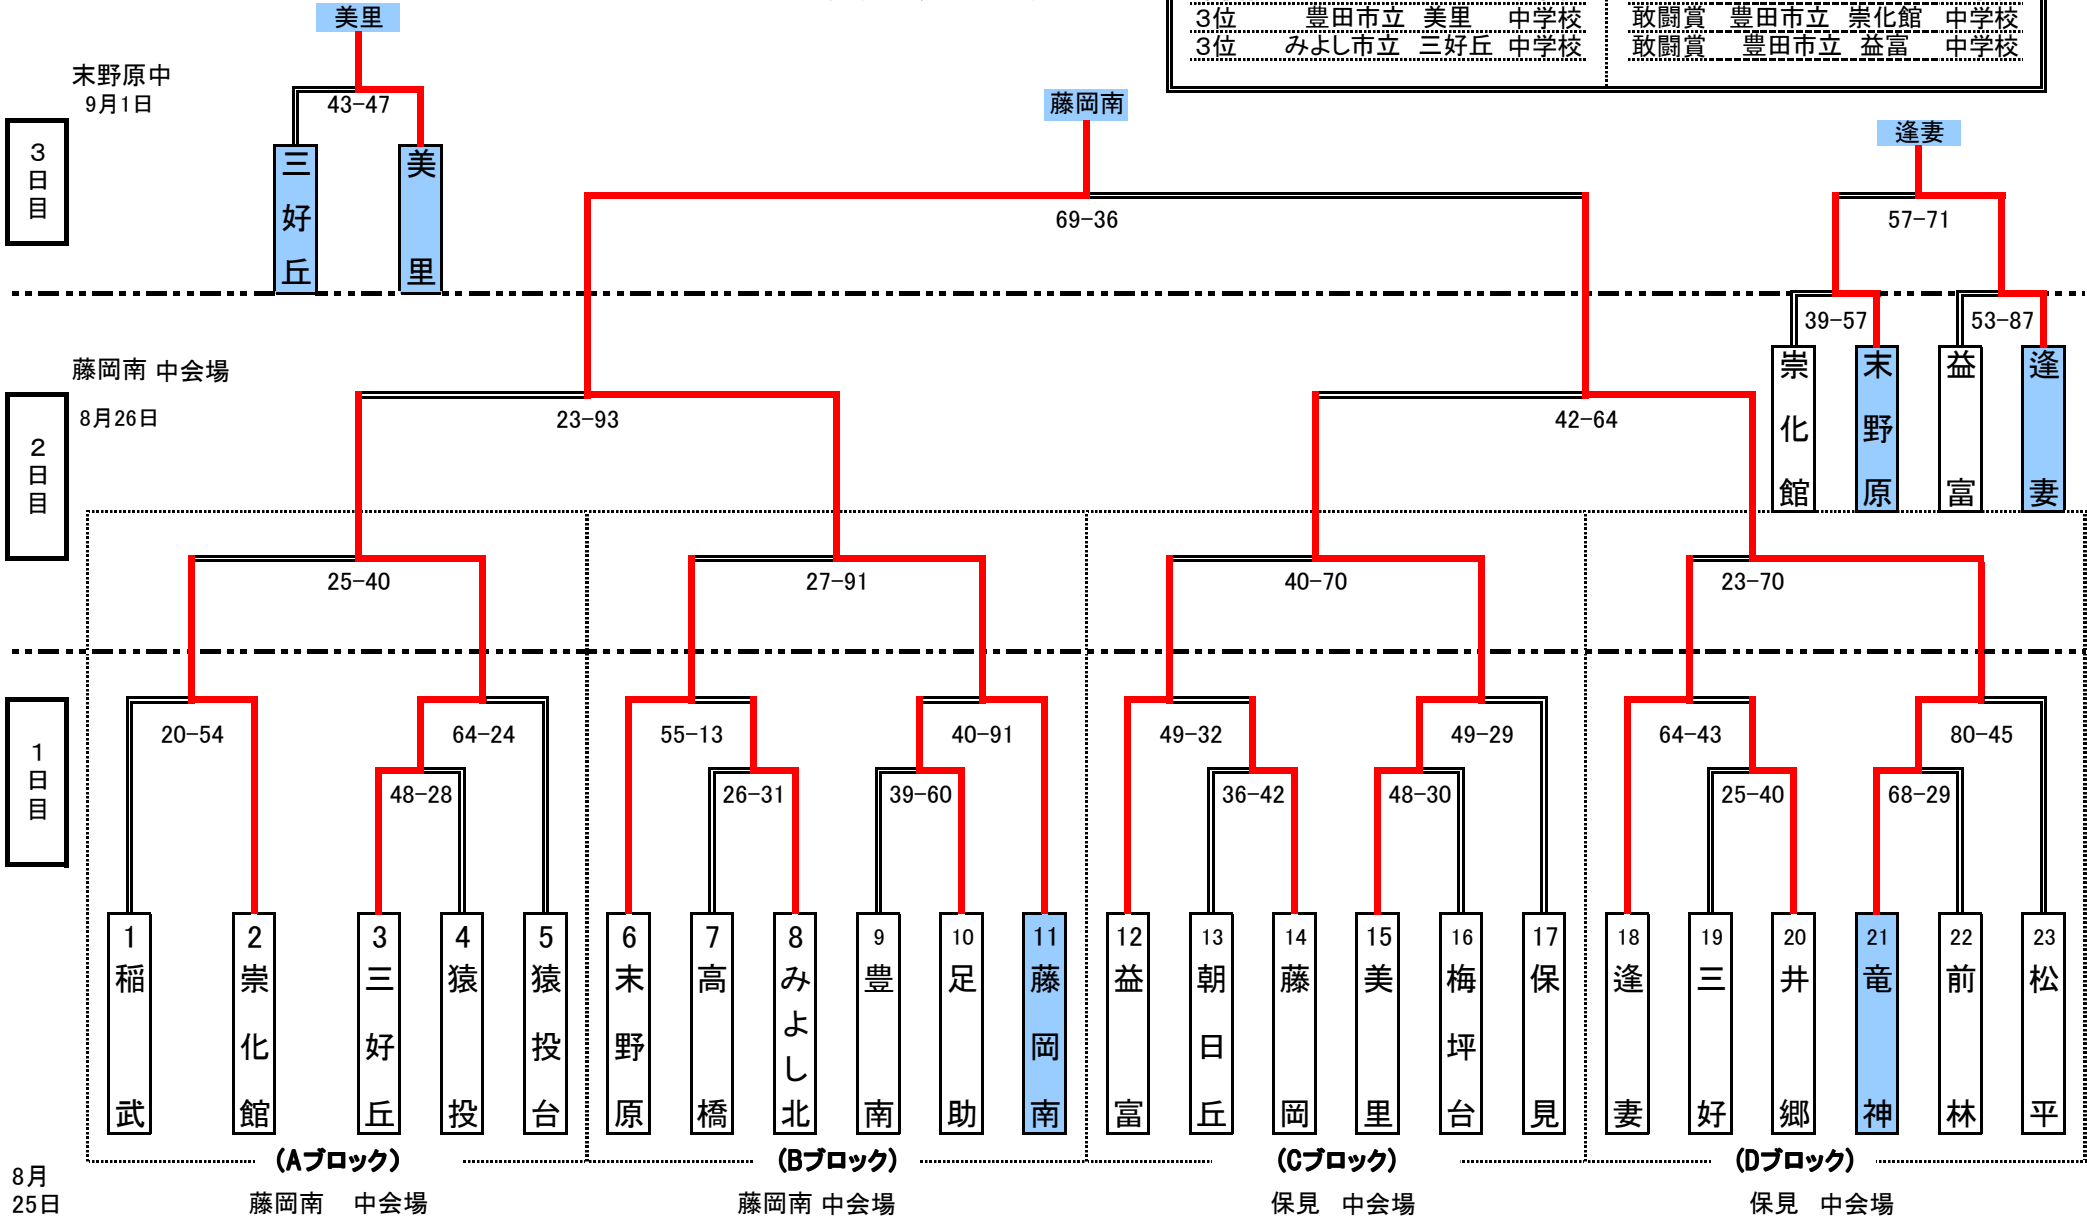 美里
3位 豊田市立 美里 中学校
敢闘賞 豊田市立 崇化館 中学校
3位 みよし市立 三好丘 中学校
敢闘賞 豊田市立 益富 中学校
末野原中
9月1日
43-47
藤岡南
逢妻
3日目
三好丘
美里
69-36
57-71
39-57
53-87
藤岡南 中会場
8月26日
23-93
42-64
崇化館
末野原
益富
逢妻
2日目
25-40
27-91
40-70
23-70
1日目
20-54
64-24
55-13
40-91
49-32
49-29
64-43
80-45
48-28
26-31
39-60
36-42
48-30
25-40
68-29
1 稲武
2 崇化館
3 三好丘
4 猿投
5 猿投台
6 末野原
7 高橋
8 みよし北
9 豊南
10 足助
11 藤岡南
12 益富
13 朝日丘
14 藤岡
15 美里
16 梅坪台
17 保見
18 逢妻
19 三好
20 井郷
21 竜神
22 前林
23 松平
(Aブロック)
(Bブロック)
(Cブロック)
(Dブロック)
8月
25日
藤岡南 中会場
藤岡南 中会場
保見 中会場
保見 中会場